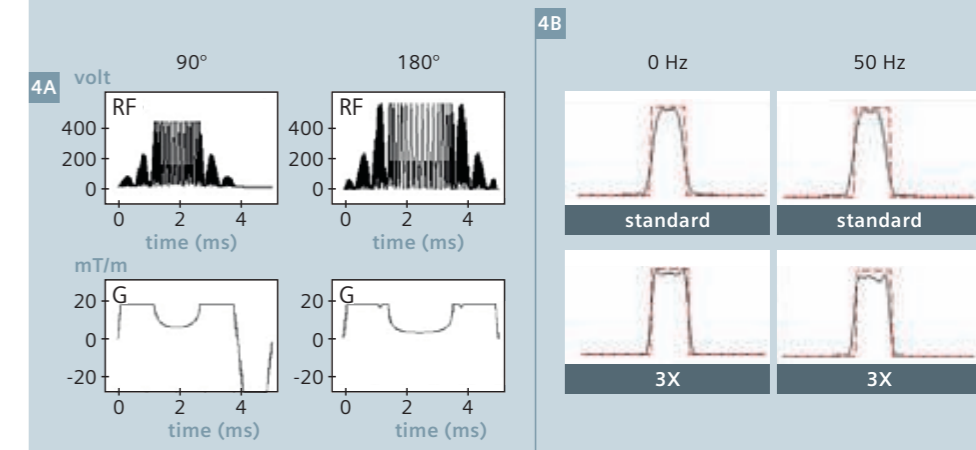 4A
volt
90°
180°
RF
RF
400
200
0
400
200
0
0 2 4
0 2 4
time (ms)
time (ms)
mT/m
G
G
20
0
-20
20
0
-20
0 2 4
0 2 4
time (ms)
time (ms)
4B
0 Hz
50 Hz
standard
standard
3X
3X